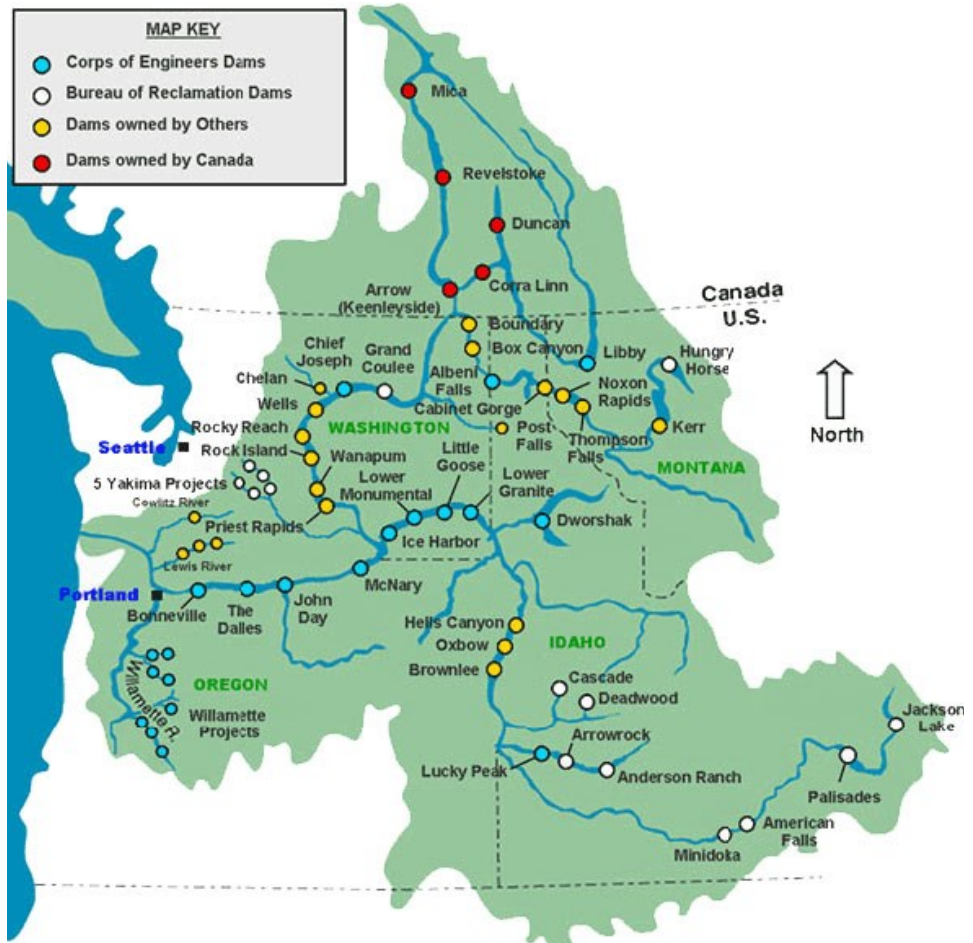 MAP KEY
Corps of Engineers Dams
Bureau of Reclamation Dams
Dams owned by Others
Dams owned by Canada
Mica
Revelstoke
Duncan
Corra Linn
Arrow
(Keenleyside)
Canada
U.S.
Boundary
Box Canyon
Libby
Hungry
Horse
Chief
Joseph
Grand
Coulee
Albeni
Falls
Chelan
Wells
Cabinet Gorge
Noxon
Rapids
Post
Falls
Thompson
Falls
Kerr
North
Rocky Reach
WASHINGTON
Seattle
Rock Island
Wanapum
Little
Goose
Lower
Granite
MONTANA
5 Yakima Projects
Lower
Monumental
Cowlitz River
Priest Rapids
Ice Harbor
Dworshak
Lewis River
McNary
Portland
Bonneville
The
Dalles
John
Day
Hells Canyon
Oxbow
Brownlee
IDAHO
Cascade
Deadwood
OREGON
Willamette R.
Willamette
Projects
Jackson
Lake
Arrowrock
Lucky Peak
Anderson Ranch
Palisades
American
Falls
Minidoka